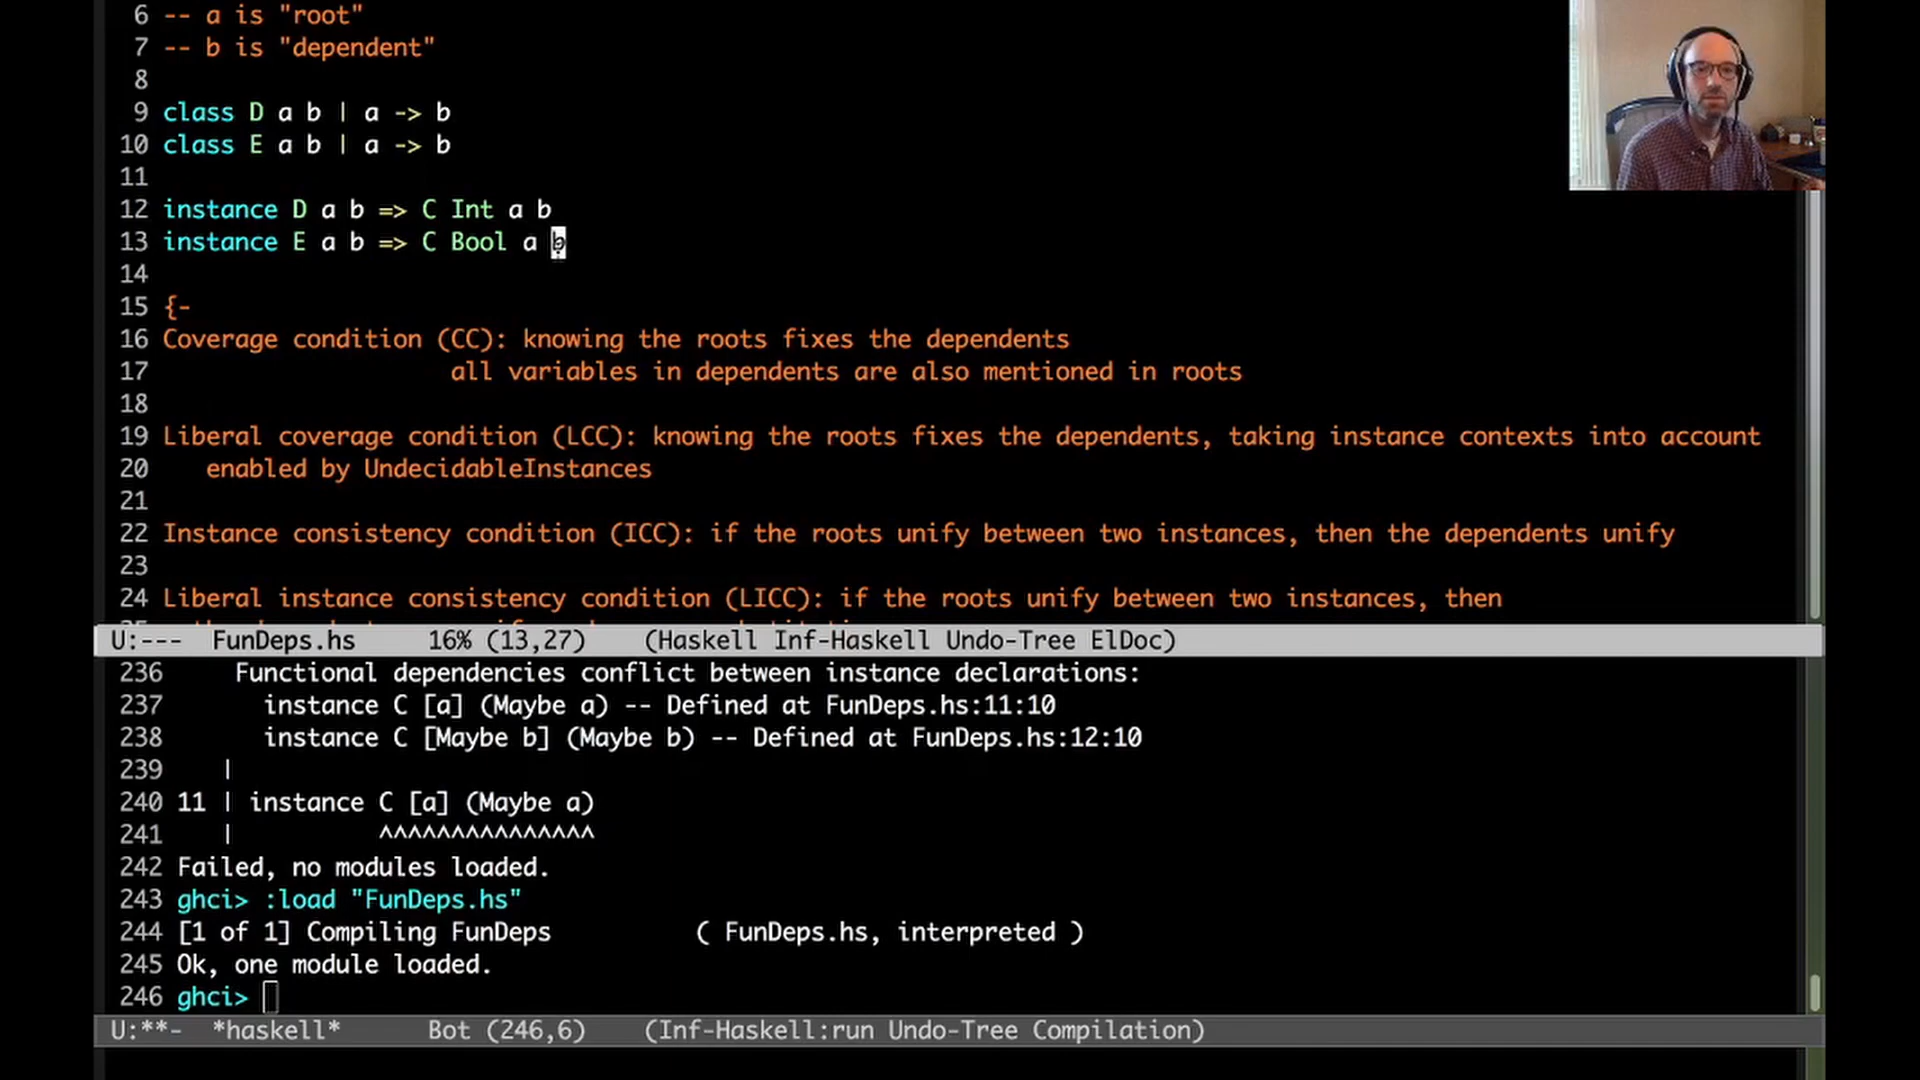 6 -- a is "root"
7 -- b is "dependent"
8
9 class D a b | a -> b
10 class E a b | a -> b
11
12 instance D a b => C Int a b
13 instance E a b => C Bool a b
14
15 {-
16 Coverage condition (CC): knowing the roots fixes the dependents
17 all variables in dependents are also mentioned in roots
18
19 Liberal coverage condition (LCC): knowing the roots fixes the dependents, taking instance contexts into account
20 enabled by UndecidableInstances
21
22 Instance consistency condition (ICC): if the roots unify between two instances, then the dependents unify
23
24 Liberal instance consistency condition (LICC): if the roots unify between two instances, then
U:--- FunDeps.hs 16% (13,27) (Haskell Inf-Haskell Undo-Tree ElDoc)
236 Functional dependencies conflict between instance declarations:
237 instance C [a] (Maybe a) -- Defined at FunDeps.hs:11:10
238 instance C [Maybe b] (Maybe b) -- Defined at FunDeps.hs:12:10
239 |
240 11 | instance C [a] (Maybe a)
241 | ^^^^^^^^^^^^^^^
242 Failed, no modules loaded.
243 ghci> :load "FunDeps.hs"
244 [1 of 1] Compiling FunDeps ( FunDeps.hs, interpreted )
245 Ok, one module loaded.
246 ghci>
U:**- *haskell* Bot (246,6) (Inf-Haskell:run Undo-Tree Compilation)